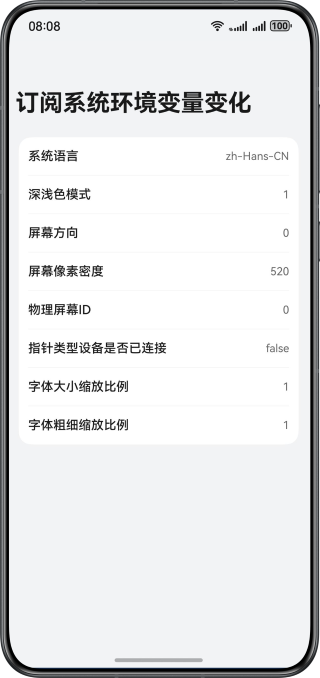 08:08
100
订阅系统环境变量变化
系统语言 zh-Hans-CN
深浅色模式 1
屏幕方向 0
屏幕像素密度 520
物理屏幕ID 0
指针类型设备是否已连接 false
字体大小缩放比例 1
字体粗细缩放比例 1